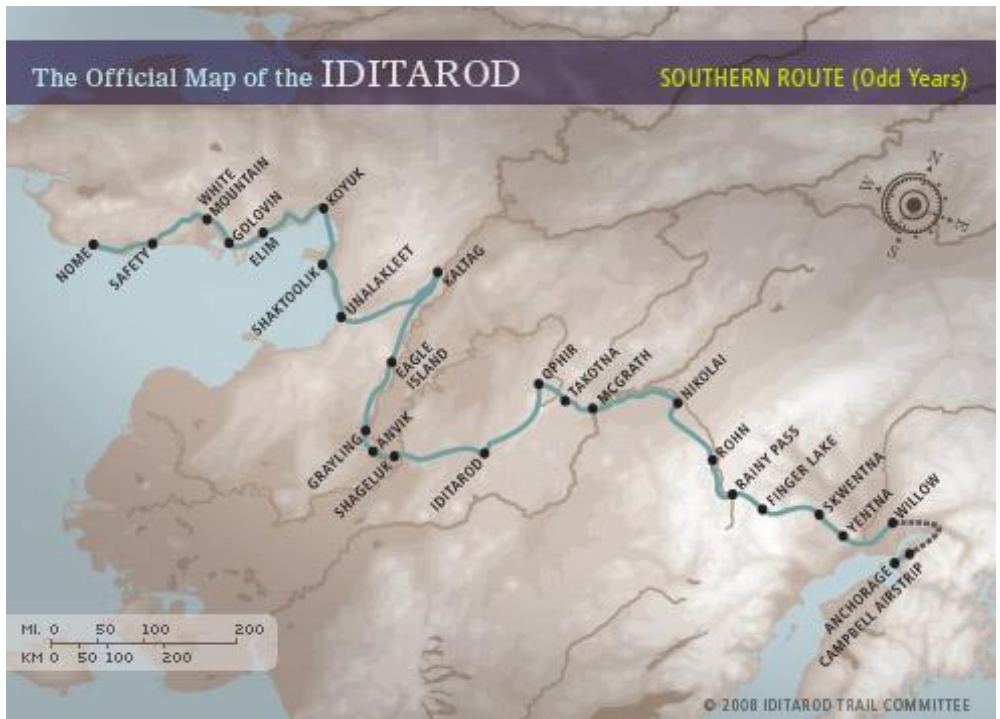 The Official Map of the IDITAROD
SOUTHERN ROUTE (Odd Years)
N
W
E
S
NOME
SAFETY
WHITE
MOUNTAIN
GOLOVIN
ELIM
KOYUK
SHAKTOOLIK
UNALAKLEET
KALTAG
EAGLE
ISLAND
GRAYLING
ANVIK
SHAGELUK
IDITAROD
OPHIR
TAKOTNA
MCGRATH
NIKOLAI
ROHN
RAINY PASS
FINGER LAKE
SKWENTNA
YENTNA
WILLOW
ANCHORAGE
CAMPBELL AIRSTRIP
MI. 0 50 100 200
KM 0 50 100 200
© 2008 IDITAROD TRAIL COMMITTEE